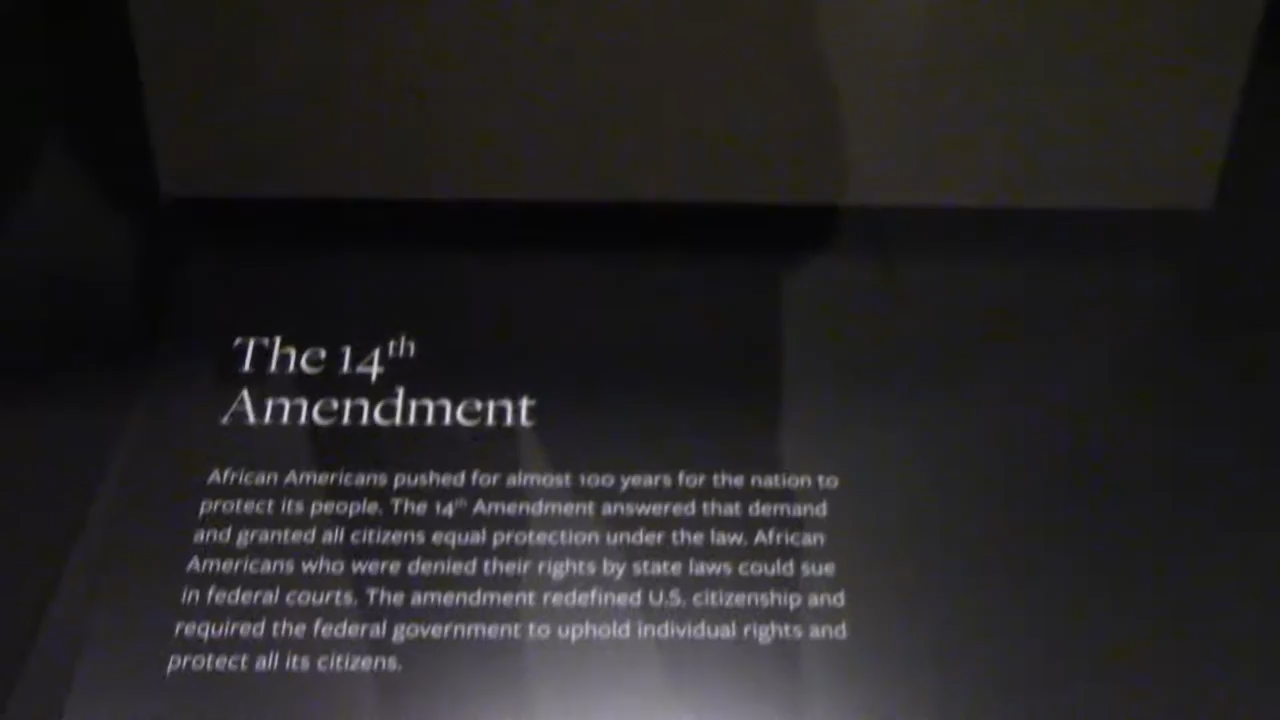 The 14th
Amendment
African Americans pushed for almost 100 years for the nation to
protect its people. The 14th Amendment answered that demand
and granted all citizens equal protection under the law. African
Americans who were denied their rights by state laws could sue
in federal courts. The amendment redefined U.S. citizenship and
required the federal government to uphold individual rights and
protect all its citizens.